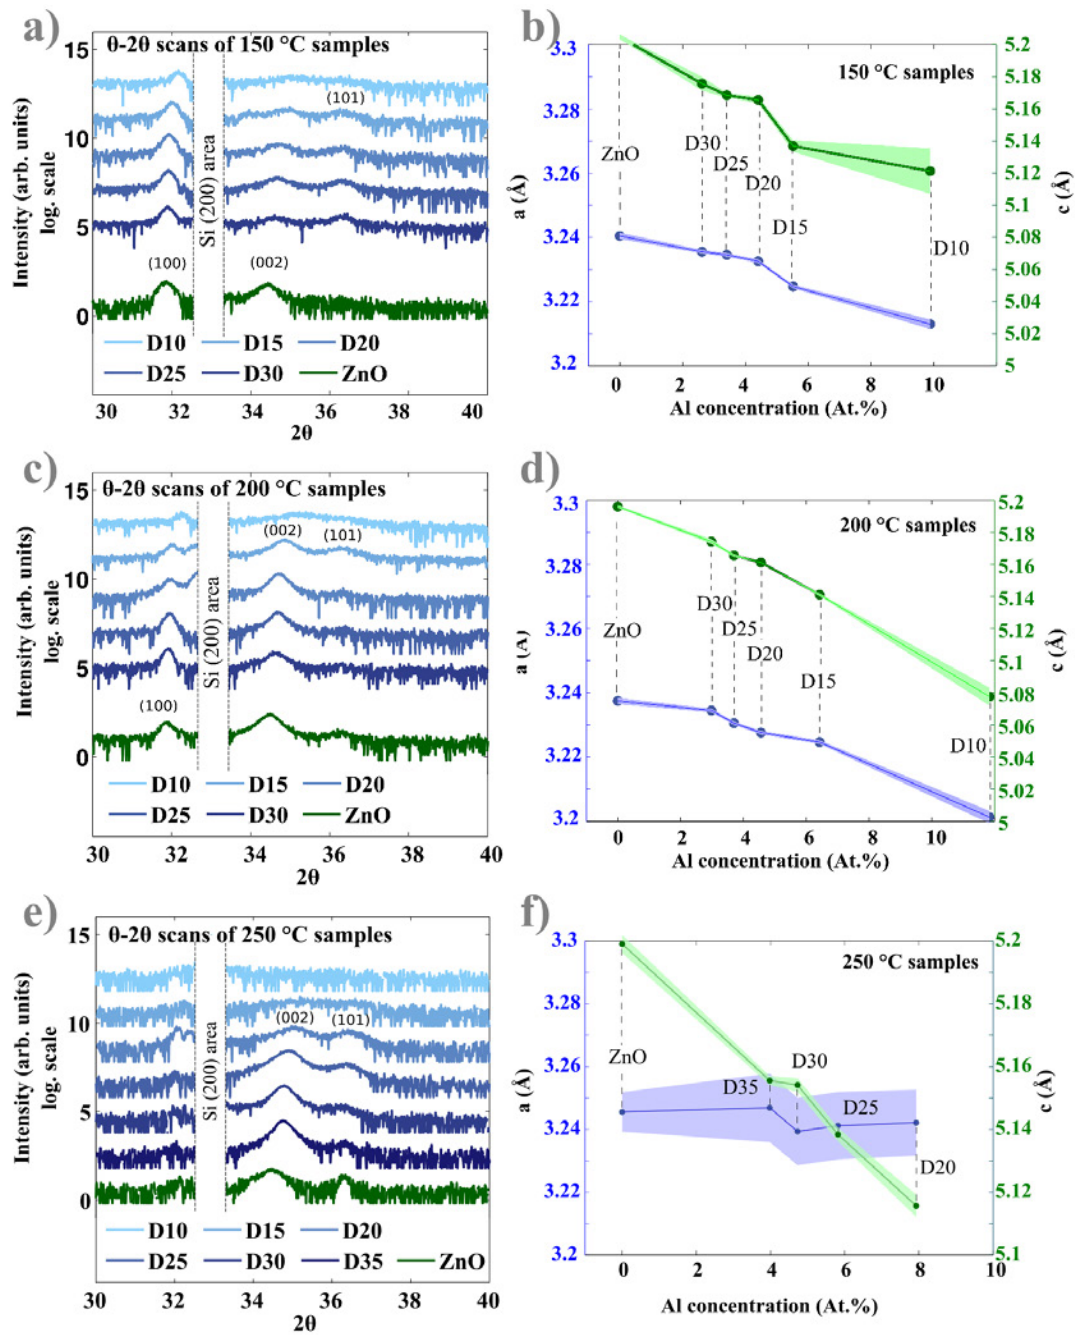 a)
θ-2θ scans of 150 °C samples
Intensity (arb. units)
log. scale
15
10
5
0
(101)
(100)
(002)
Si (200) area
D10 D15 D20
D25 D30 ZnO
30 32 34 36 38 40
2θ
b)
150 °C samples
a (Å)
3.3
3.28
3.26
3.24
3.22
3.2
c (Å)
5.2
5.18
5.16
5.14
5.12
5.1
5.08
5.06
5.04
5.02
5
ZnO
D30
D25
D20
D15
D10
0 2 4 6 8 10
Al concentration (At.%)
c)
θ-2θ scans of 200 °C samples
Intensity (arb. units)
log. scale
15
10
5
0
(002)
(101)
(100)
Si (200) area
D10 D15 D20
D25 D30 ZnO
30 32 34 36 38 40
2θ
d)
200 °C samples
a (A)
3.3
3.28
3.26
3.24
3.22
3.2
c (Å)
5.2
5.18
5.16
5.14
5.12
5.1
5.08
5.06
5.04
5.02
5
ZnO
D30
D25
D20
D15
D10
0 2 4 6 8 10
Al concentration (At.%)
e)
θ-2θ scans of 250 °C samples
Intensity (arb. units)
log. scale
15
10
5
0
(002)
(101)
Si (200) area
D10 D15 D20
D25 D30 D35 ZnO
30 32 34 36 38 40
2θ
f)
250 °C samples
a (Å)
3.3
3.28
3.26
3.24
3.22
3.2
c (Å)
5.2
5.18
5.16
5.14
5.12
5.1
ZnO
D35
D30
D25
D20
0 2 4 6 8 10
Al concentration (At.%)